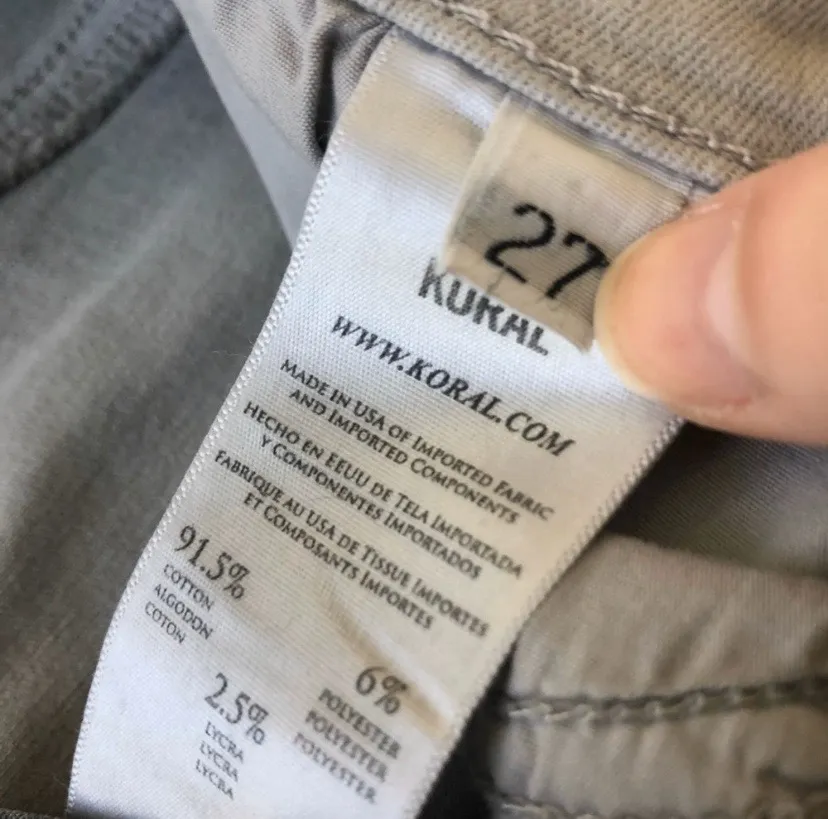 27
KORAL
WWW.KORAL.COM
MADE IN USA OF IMPORTED FABRIC
AND IMPORTED COMPONENTS
HECHO EN EEUU DE TELA IMPORTADA
Y COMPONENTES IMPORTADOS
FABRIQUE AU USA DE TISSUE IMPORTES
ET COMPOSANTS IMPORTES
91.5%
COTTON
ALGODON
COTON
6%
POLYESTER
POLYESTER
POLYESTER
2.5%
LYCRA
LYCRA
LYCRA